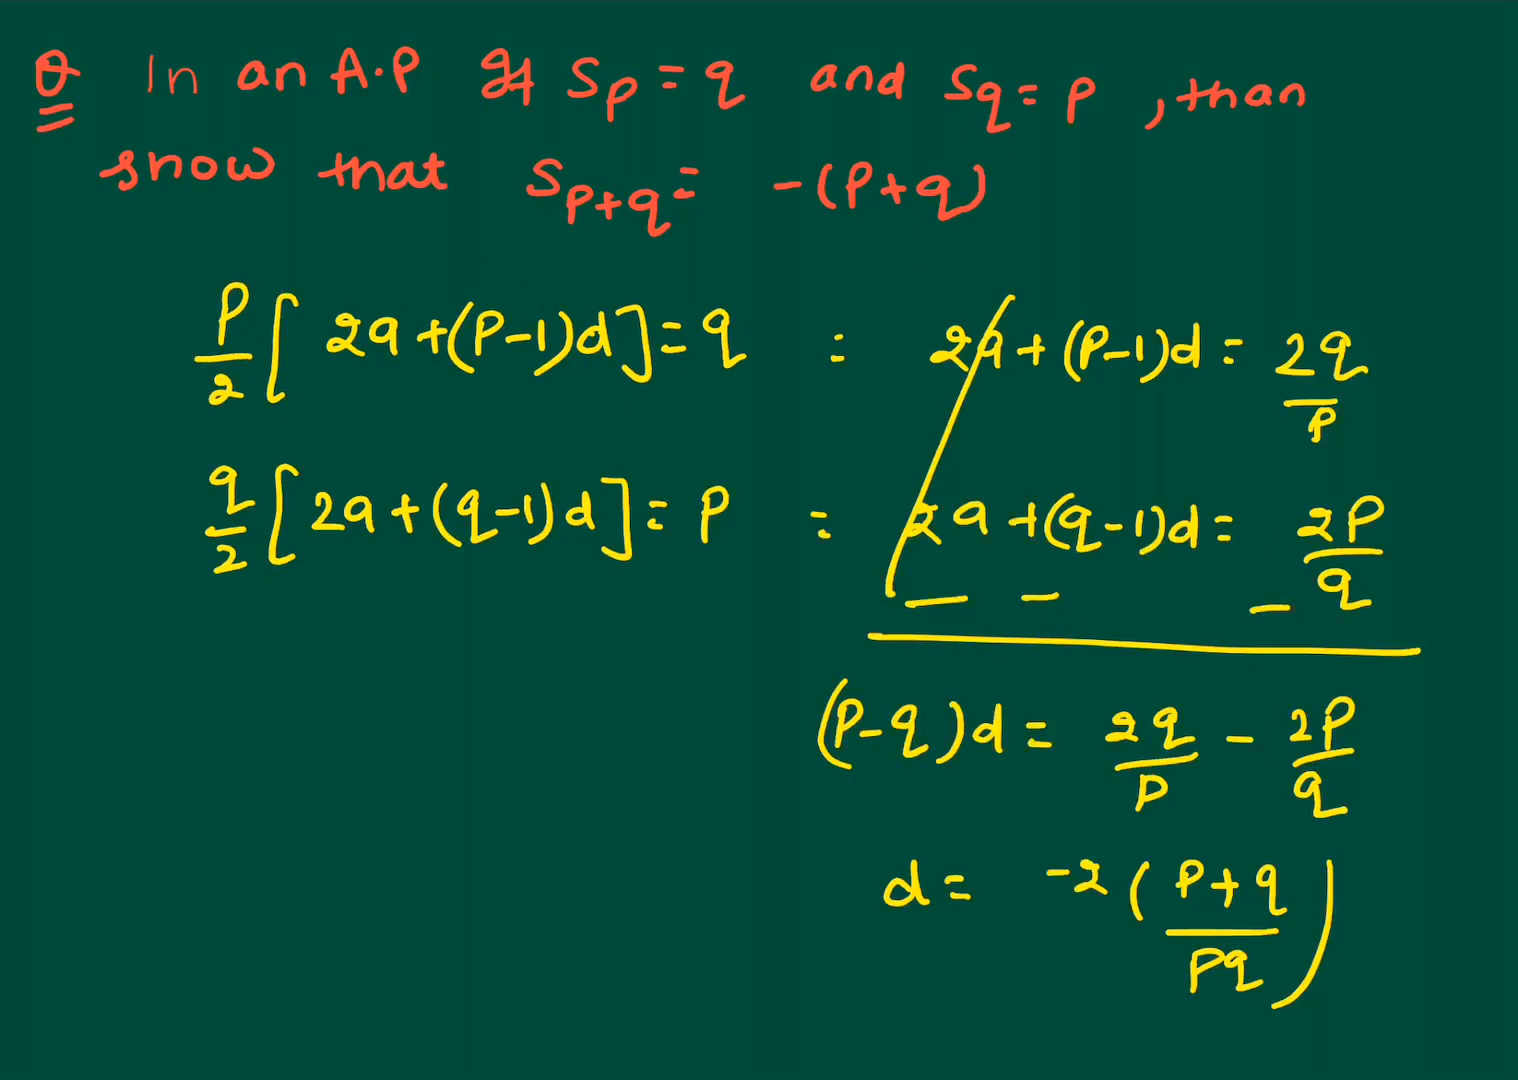 Q In an A.P If Sp = q and Sq = p , than
show that Sp+q = -(p+q)
p/2 [ 2a+(p-1)d ] = q = 2a + (p-1)d = 2q/p
q/2 [ 2a+(q-1)d ] = p = 2a +(q-1)d = 2p/q
— — —
(p-q)d = 2q/p - 2p/q
d = -2 ( p+q/pq )